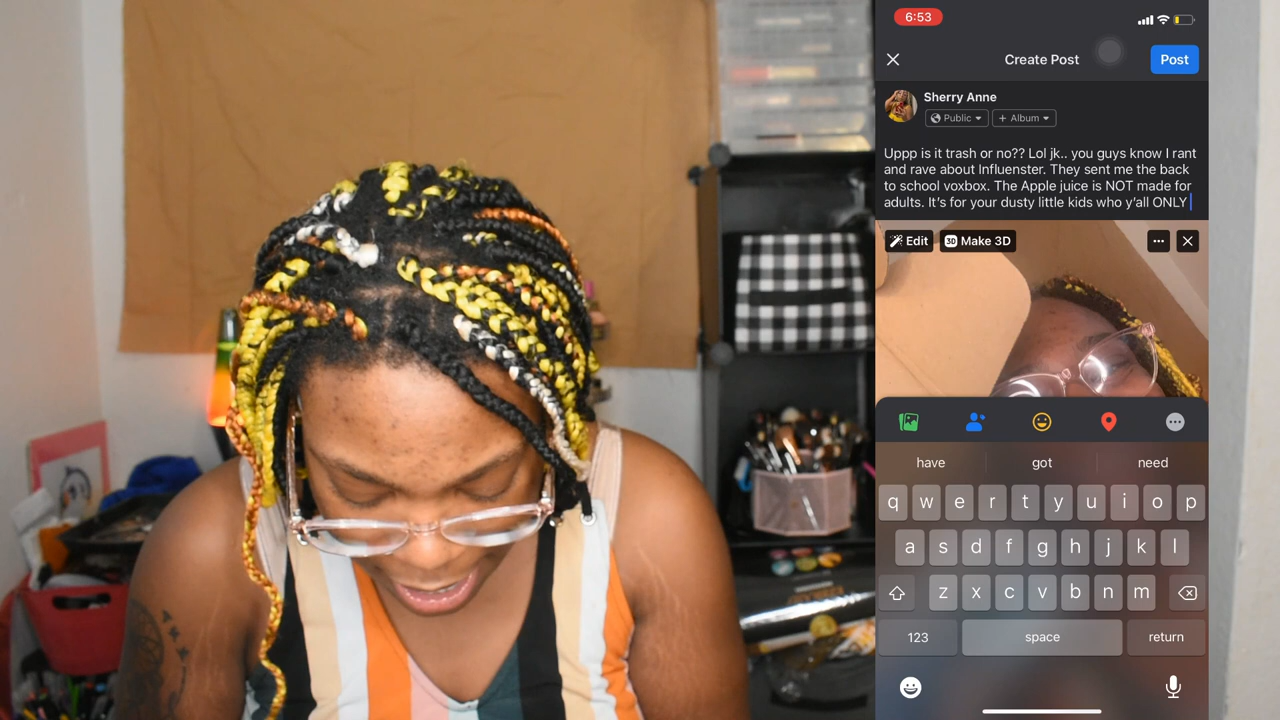 6:53
Create Post
Post
Sherry Anne
Public
+ Album
Uppp is it trash or no?? Lol jk.. you guys know I rant
and rave about Influenster. They sent me the back
to school voxbox. The Apple juice is NOT made for
adults. It's for your dusty little kids who y'all ONLY
Edit
3D Make 3D
have got need
q w e r t y u i o p
a s d f g h j k l
z x c v b n m
123 space return